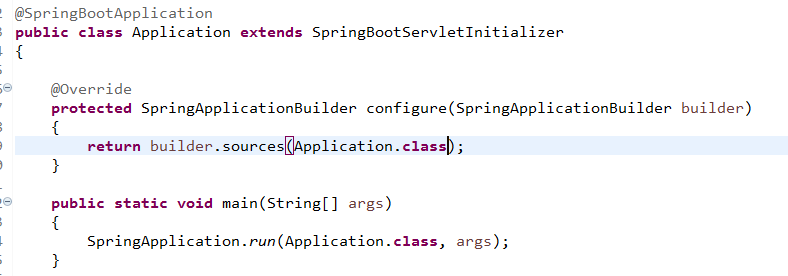 @SpringBootApplication
public class Application extends SpringBootServletInitializer
{
@Override
protected SpringApplicationBuilder configure(SpringApplicationBuilder builder)
{
return builder.sources(Application.class);
}
public static void main(String[] args)
{
SpringApplication.run(Application.class, args);
}